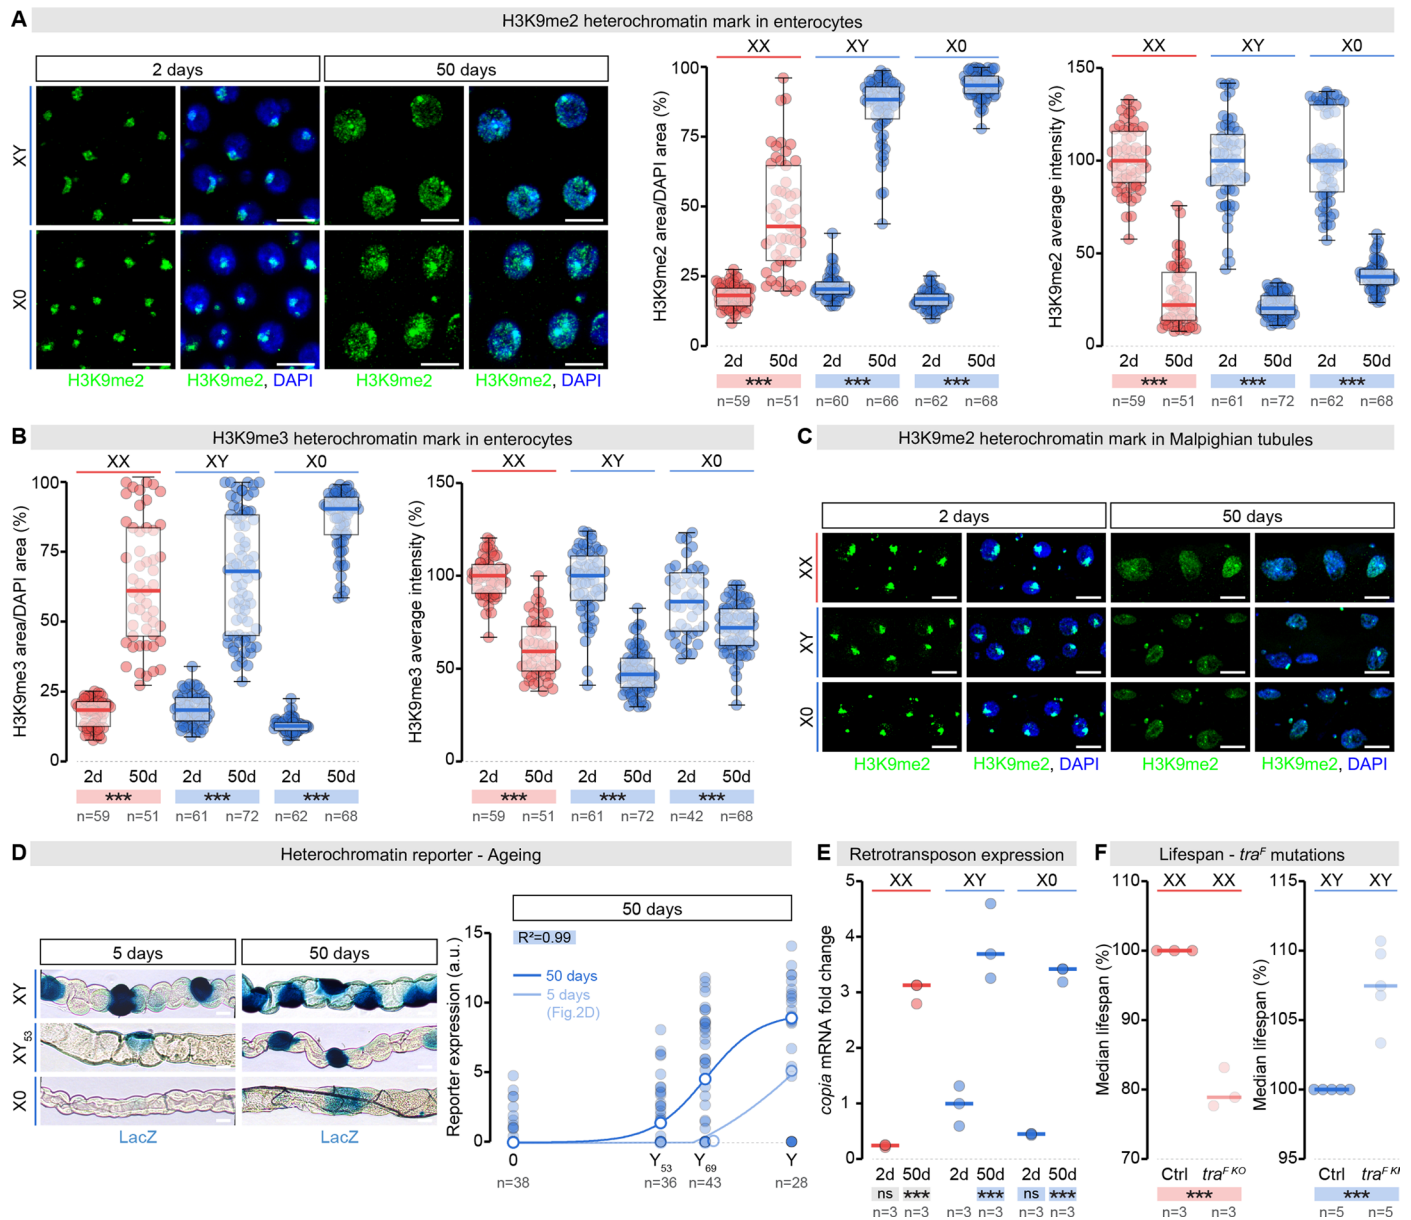 A
H3K9me2 heterochromatin mark in enterocytes
2 days
50 days
XY
X0
H3K9me2
H3K9me2, DAPI
H3K9me2
H3K9me2, DAPI
XX
XY
X0
H3K9me2 area/DAPI area (%)
100
75
50
25
0
2d
50d
2d
50d
2d
50d
***
***
***
n=59
n=51
n=60
n=66
n=62
n=68
XX
XY
X0
H3K9me2 average intensity (%)
150
100
50
0
2d
50d
2d
50d
2d
50d
***
***
***
n=59
n=51
n=61
n=72
n=62
n=68
B
H3K9me3 heterochromatin mark in enterocytes
XX
XY
X0
H3K9me3 area/DAPI area (%)
100
75
50
25
0
2d
50d
2d
50d
2d
50d
***
***
***
n=59
n=51
n=61
n=72
n=62
n=68
XX
XY
X0
H3K9me3 average intensity (%)
150
100
50
0
2d
50d
2d
50d
2d
50d
***
***
***
n=59
n=51
n=61
n=72
n=42
n=68
C
H3K9me2 heterochromatin mark in Malpighian tubules
2 days
50 days
XX
XY
X0
H3K9me2
H3K9me2, DAPI
H3K9me2
H3K9me2, DAPI
D
Heterochromatin reporter - Ageing
5 days
50 days
XY
XY53
X0
LacZ
LacZ
50 days
Reporter expression (a.u.)
15
10
5
0
R²=0.99
50 days
5 days
(Fig.2D)
0
Y53
Y69
Y
n=38
n=36
n=43
n=28
E
Retrotransposon expression
XX
XY
X0
copia mRNA fold change
5
4
3
2
1
0
2d
50d
2d
50d
2d
50d
ns
***
***
ns
***
n=3
n=3
n=3
n=3
n=3
n=3
F
Lifespan - traF mutations
XX
XX
Median lifespan (%)
110
100
90
80
70
Ctrl
traF KO
***
n=3
n=3
XY
XY
Median lifespan (%)
115
110
105
100
95
Ctrl
traF KI
***
n=5
n=5